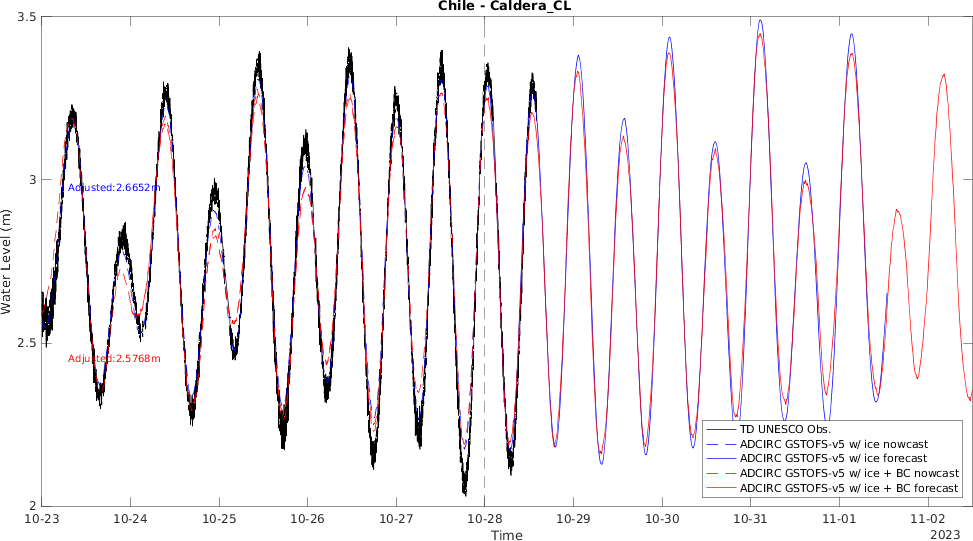 Chile - Caldera_CL
3.5
3
2.5
2
Water Level (m)
Adjusted:2.6652m
Adjusted:2.5768m
TD UNESCO Obs.
ADCIRC GSTOFS-v5 w/ ice nowcast
ADCIRC GSTOFS-v5 w/ ice forecast
ADCIRC GSTOFS-v5 w/ ice + BC nowcast
ADCIRC GSTOFS-v5 w/ ice + BC forecast
10-23 10-24 10-25 10-26 10-27 10-28 10-29 10-30 10-31 11-01 11-02
Time
2023